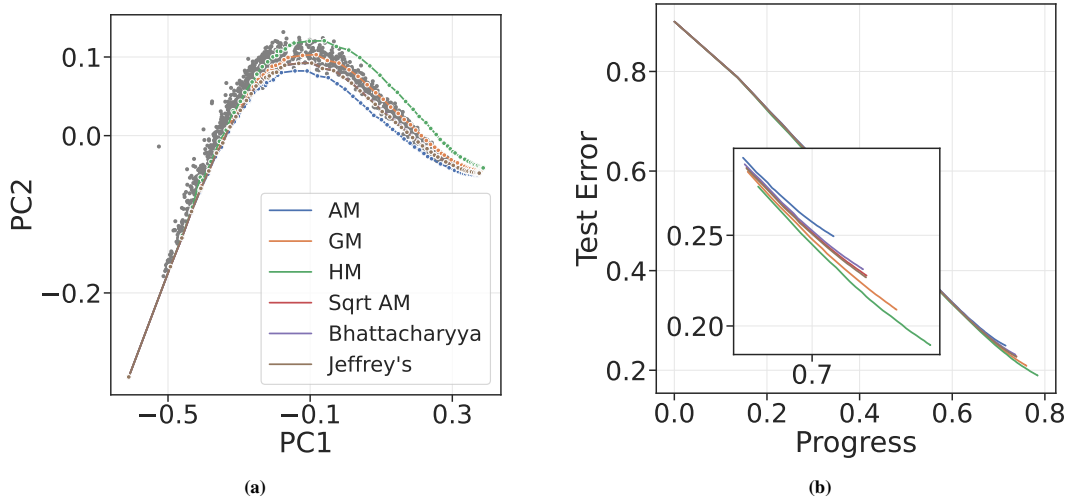 PC2
0.1
0.0
−0.2
AM
GM
HM
Sqrt AM
Bhattacharyya
Jeffrey's
−0.5
−0.1
0.3
PC1
(a)
Test Error
0.8
0.6
0.4
0.2
0.25
0.20
0.7
0.0
0.2
0.4
0.6
0.8
Progress
(b)